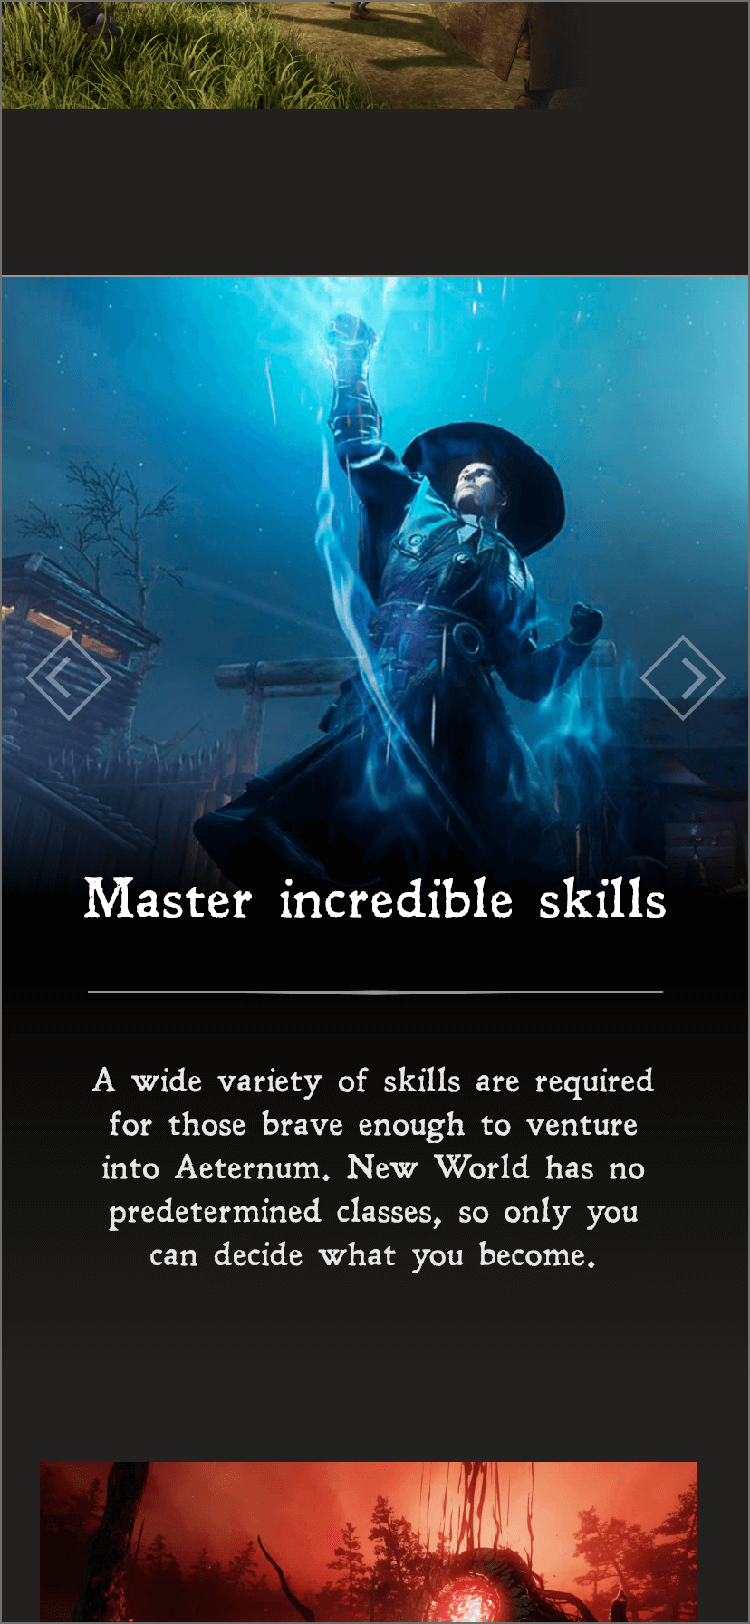 Master incredible skills
A wide variety of skills are required
for those brave enough to venture
into Aeternum. New World has no
predetermined classes, so only you
can decide what you become.